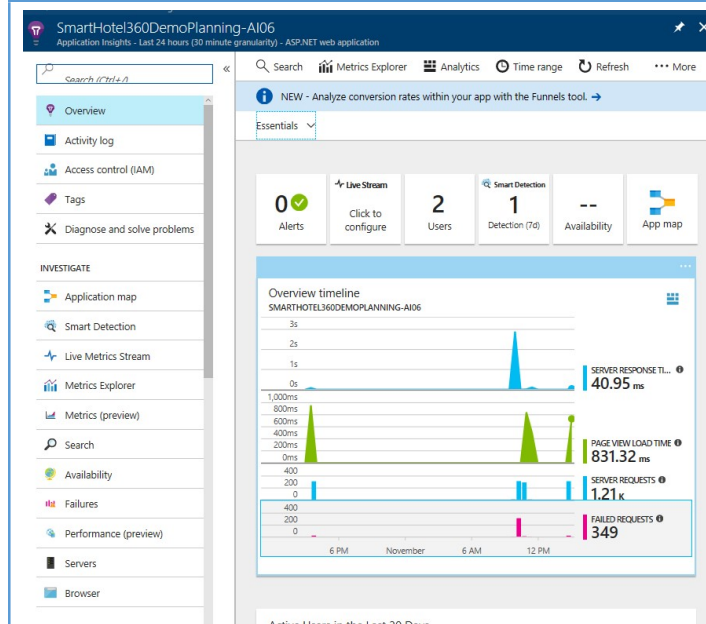 SmartHotel360DemoPlanning-AI06
Application Insights - Last 24 hours (30 minute granularity) - ASP.NET web application
Search (Ctrl+/)
«
Overview
Activity log
Access control (IAM)
Tags
Diagnose and solve problems
INVESTIGATE
Application map
Smart Detection
Live Metrics Stream
Metrics Explorer
Metrics (preview)
Search
Availability
Failures
Performance (preview)
Servers
Browser
Search Metrics Explorer Analytics Time range Refresh ··· More
NEW - Analyze conversion rates within your app with the Funnels tool. →
Essentials
0
Alerts
Live Stream
Click to
configure
2
Users
Smart Detection
1
Detection (7d)
--
Availability
App map
Overview timeline
SMARTHOTEL360DEMOPLANNING-AI06
3s
2s
1s
0s
SERVER RESPONSE TI...
40.95 ms
1,000ms
800ms
600ms
400ms
200ms
0ms
PAGE VIEW LOAD TIME
831.32 ms
400
200
0
SERVER REQUESTS
1.21 K
400
200
0
FAILED REQUESTS
349
6 PM November 6 AM 12 PM